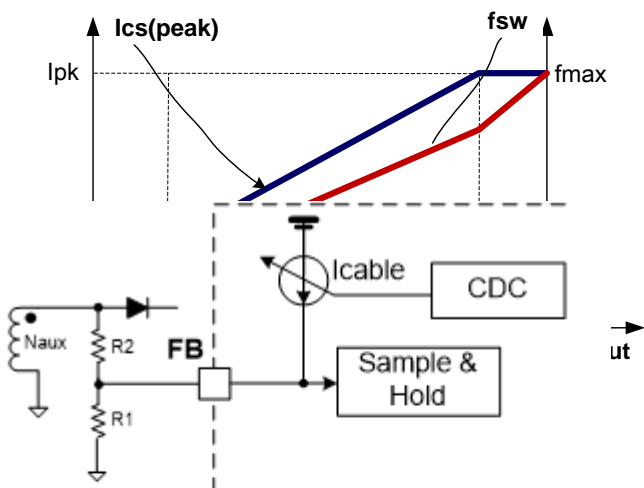 Ics(peak)
fsw
Ipk
fmax
Icable
CDC
Naux
R2
FB
R1
Sample &
Hold
ut